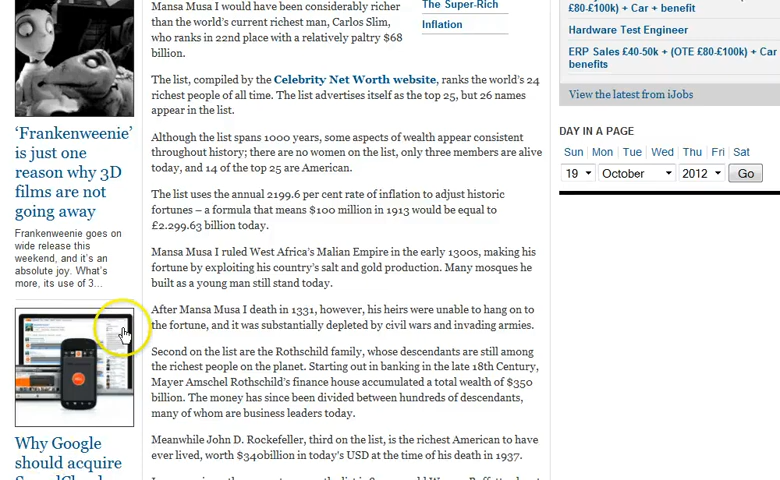 Mansa Musa I would have been considerably richer
than the world's current richest man, Carlos Slim,
who ranks in 22nd place with a relatively paltry $68
billion.
The Super-Rich
Inflation
The list, compiled by the Celebrity Net Worth website, ranks the world's 24
richest people of all time. The list advertises itself as the top 25, but 26 names
appear in the list.
Although the list spans 1000 years, some aspects of wealth appear consistent
throughout history; there are no women on the list, only three members are alive
today, and 14 of the top 25 are American.
The list uses the annual 2199.6 per cent rate of inflation to adjust historic
fortunes – a formula that means $100 million in 1913 would be equal to
£2.299.63 billion today.
Mansa Musa I ruled West Africa's Malian Empire in the early 1300s, making his
fortune by exploiting his country's salt and gold production. Many mosques he
built as a young man still stand today.
After Mansa Musa I death in 1331, however, his heirs were unable to hang on to
the fortune, and it was substantially depleted by civil wars and invading armies.
Second on the list are the Rothschild family, whose descendants are still among
the richest people on the planet. Starting out in banking in the late 18th Century,
Mayer Amschel Rothschild's finance house accumulated a total wealth of $350
billion. The money has since been divided between hundreds of descendants,
many of whom are business leaders today.
Meanwhile John D. Rockefeller, third on the list, is the richest American to have
ever lived, worth $340billion in today's USD at the time of his death in 1937.
'Frankenweenie'
is just one
reason why 3D
films are not
going away
Frankenweenie goes on
wide release this
weekend, and it's an
absolute joy. What's
more, its use of 3...
Why Google
should acquire
£80-£100k) + Car + benefit
Hardware Test Engineer
ERP Sales £40-50k + (OTE £80-£100k) + Car +
benefits
View the latest from iJobs
DAY IN A PAGE
Sun Mon Tue Wed Thu Fri Sat
19 October 2012 Go